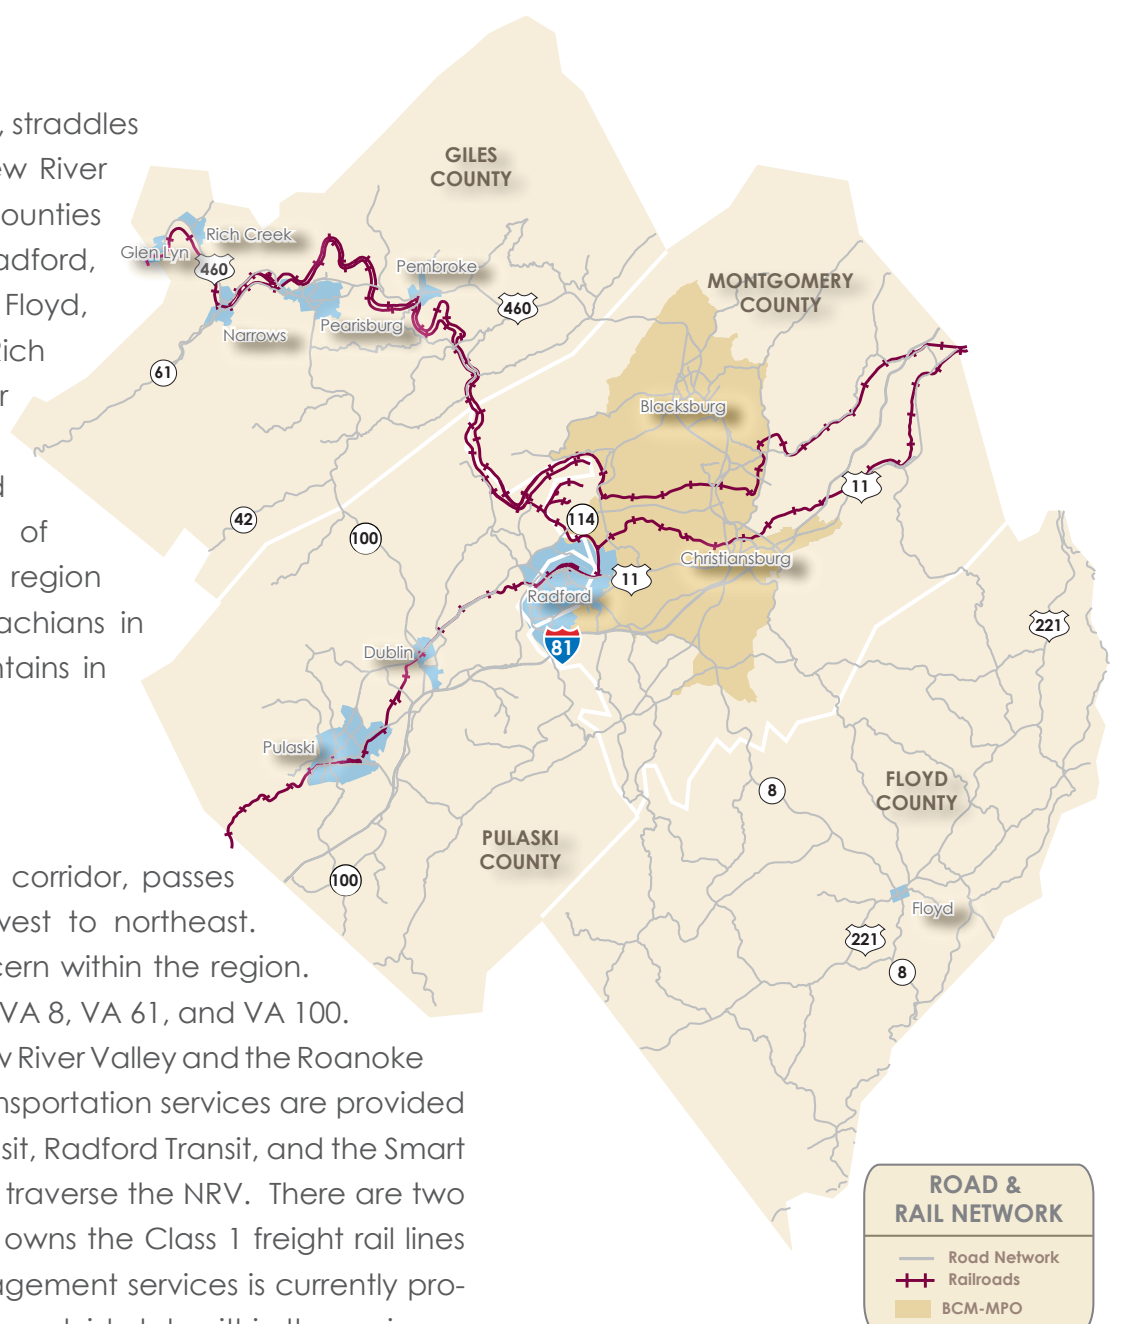 , straddles
ew River
ounties
adford,
Floyd,
Rich
r
d
of
region
achians in
ntains in
corridor, passes
vest to northeast.
cern within the region.
VA 8, VA 61, and VA 100.
w River Valley and the Roanoke
nsportation services are provided
sit, Radford Transit, and the Smart
traverse the NRV. There are two
owns the Class 1 freight rail lines
agement services is currently pro-
GILES
COUNTY
Rich Creek
Glen Lyn
460
Pembroke
460
Narrows
Pearisburg
61
MONTGOMERY
COUNTY
Blacksburg
11
42
100
114
Christiansburg
11
Radford
81
221
Dublin
Pulaski
8
FLOYD
COUNTY
PULASKI
COUNTY
100
Floyd
221
8
ROAD &
RAIL NETWORK
Road Network
Railroads
BCM-MPO